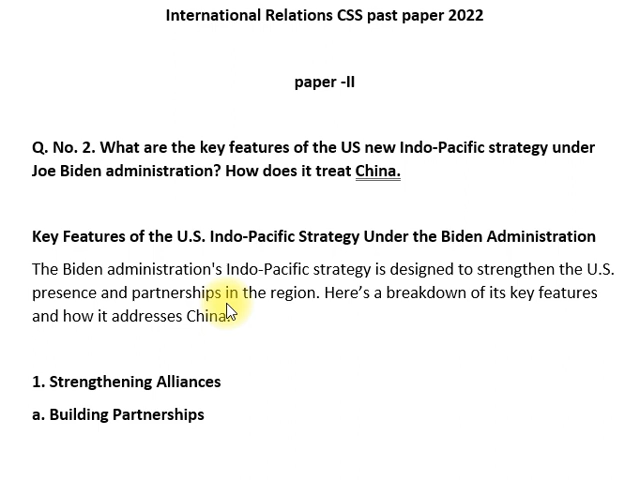 International Relations CSS past paper 2022
paper -II
Q. No. 2. What are the key features of the US new Indo-Pacific strategy under
Joe Biden administration? How does it treat China.
Key Features of the U.S. Indo-Pacific Strategy Under the Biden Administration
The Biden administration's Indo-Pacific strategy is designed to strengthen the U.S.
presence and partnerships in the region. Here’s a breakdown of its key features
and how it addresses China.
1. Strengthening Alliances
a. Building Partnerships